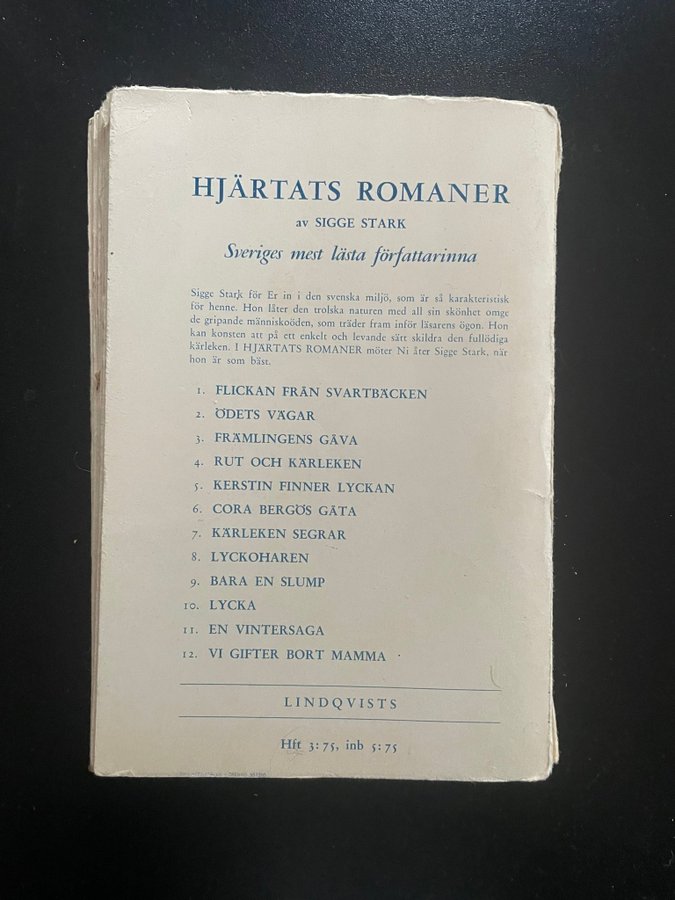 HJÄRTATS ROMANER
av SIGGE STARK
Sveriges mest lästa författarinna
Sigge Stark för Er in i den svenska miljö, som är så karakteristisk
för henne. Hon låter den trolska naturen med all sin skönhet omge
de gripande människoöden, som träder fram inför läsarens ögon. Hon
kan konsten att på ett enkelt och levande sätt skildra den fullödiga
kärleken. I HJÄRTATS ROMANER möter Ni åter Sigge Stark, när
hon är som bäst.
1. FLICKAN FRÅN SVARTBÄCKEN
2. ÖDETS VÄGAR
3. FRÄMLINGENS GÅVA
4. RUT OCH KÄRLEKEN
5. KERSTIN FINNER LYCKAN
6. CORA BERGÖS GÅTA
7. KÄRLEKEN SEGRAR
8. LYCKOHAREN
9. BARA EN SLUMP
10. LYCKA
11. EN VINTERSAGA
12. VI GIFTER BORT MAMMA
LINDQVISTS
Hft 3:75, inb 5:75